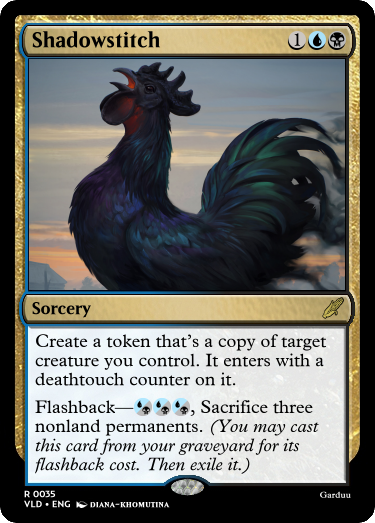 Shadowstitch 1
Sorcery
Create a token that's a copy of target
creature you control. It enters with a
deathtouch counter on it.
Flashback—, Sacrifice three
nonland permanents. (You may cast
this card from your graveyard for its
flashback cost. Then exile it.)
R 0035
VLD • ENG DIANA-KHOMUTINA
Garduu